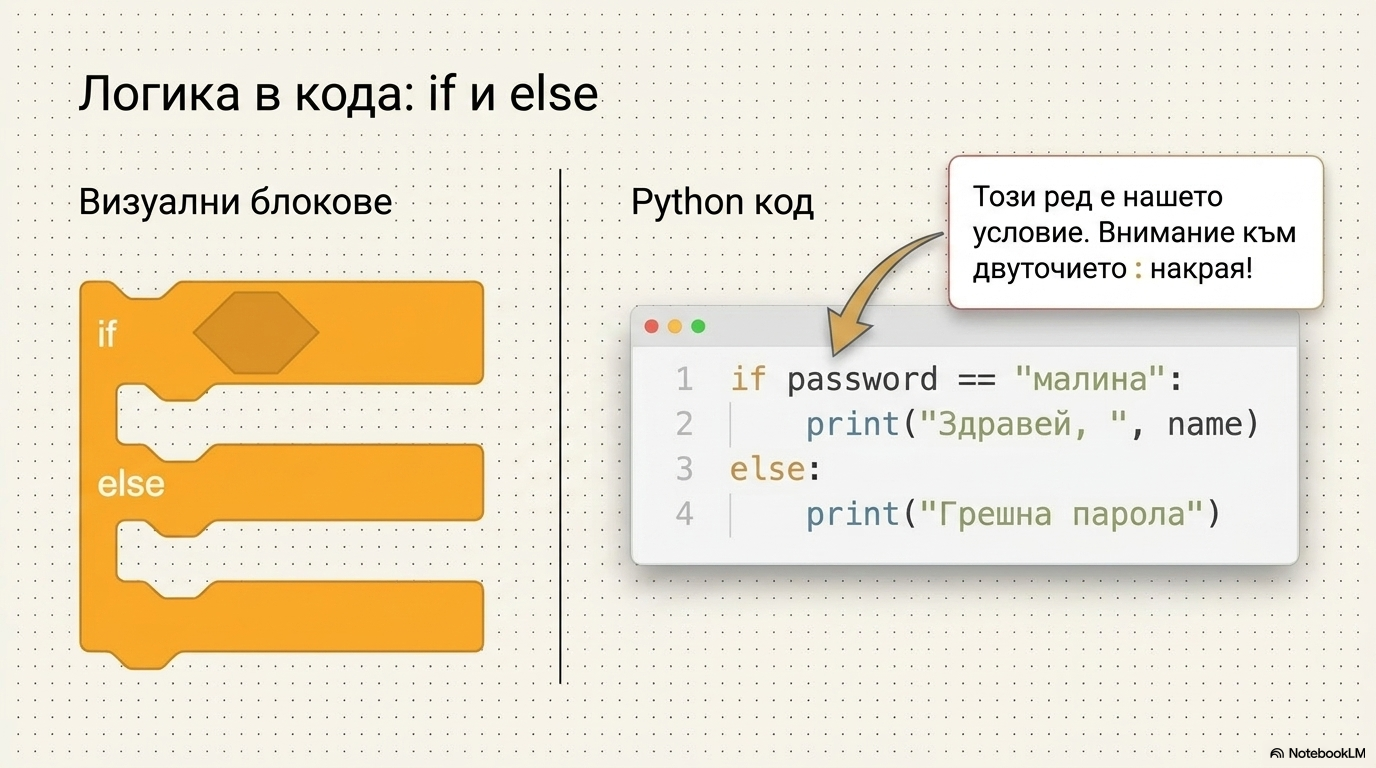 Логика в кода: if и else
Визуални блокове
if
else
Python код
Този ред е нашето
условие. Внимание към
двуточието : накрая!
1 if password == "малина":
2     print("Здравей, ", name)
3 else:
4     print("Грешна парола")
NotebookLM